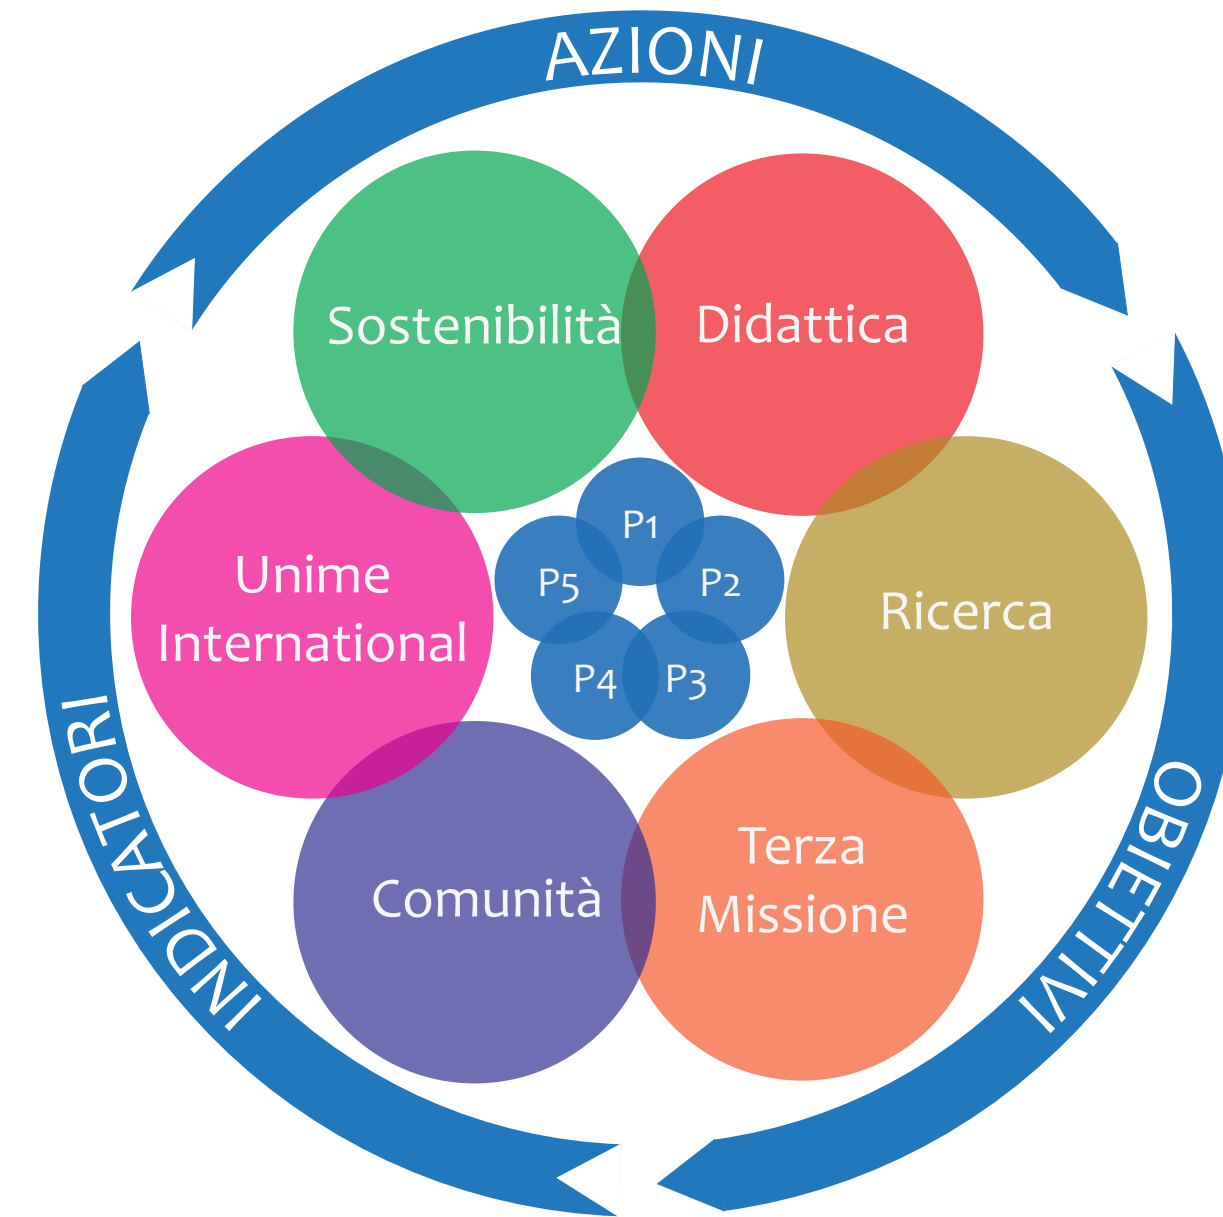 AZIONI
Sostenibilità
Didattica
P1
Unime
International
P5
P2
Ricerca
P4
P3
INDICATORI
OBIETTIVI
Comunità
Terza
Missione